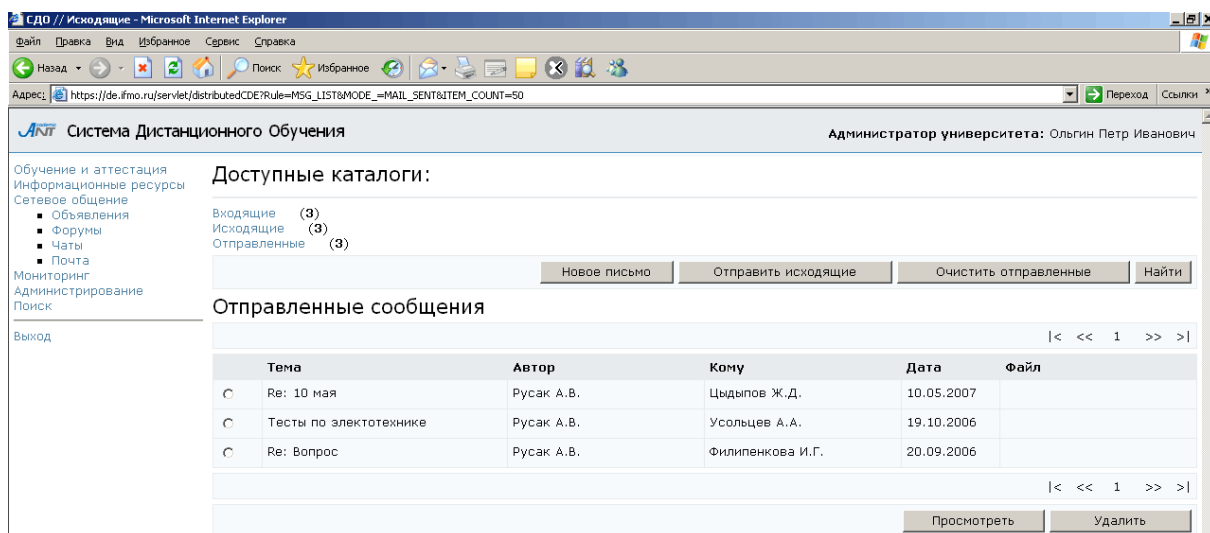 СДО // Исходящие - Microsoft Internet Explorer
Файл Правка Вид Избранное Сервис Справка
Назад Поиск Избранное
Адрес: https://de.ifmo.ru/servlet/distributedCDE?Rule=MSG_LIST&MODE_=MAIL_SENT&ITEM_COUNT=50 Переход Ссылки »
Academic ANT Система Дистанционного Обучения Администратор университета: Ольгин Петр Иванович
Обучение и аттестация
Информационные ресурсы
Сетевое общение
Объявления
Форумы
Чаты
Почта
Мониторинг
Администрирование
Поиск
Выход
Доступные каталоги:
Входящие (3)
Исходящие (3)
Отправленные (3)
Новое письмо Отправить исходящие Очистить отправленные Найти
Отправленные сообщения
|< << 1 >> >|
Тема Автор Кому Дата Файл
Re: 10 мая Русак А.В. Цыдыпов Ж.Д. 10.05.2007
Тесты по электотехнике Русак А.В. Усольцев А.А. 19.10.2006
Re: Вопрос Русак А.В. Филипенкова И.Г. 20.09.2006
|< << 1 >> >|
Просмотреть Удалить